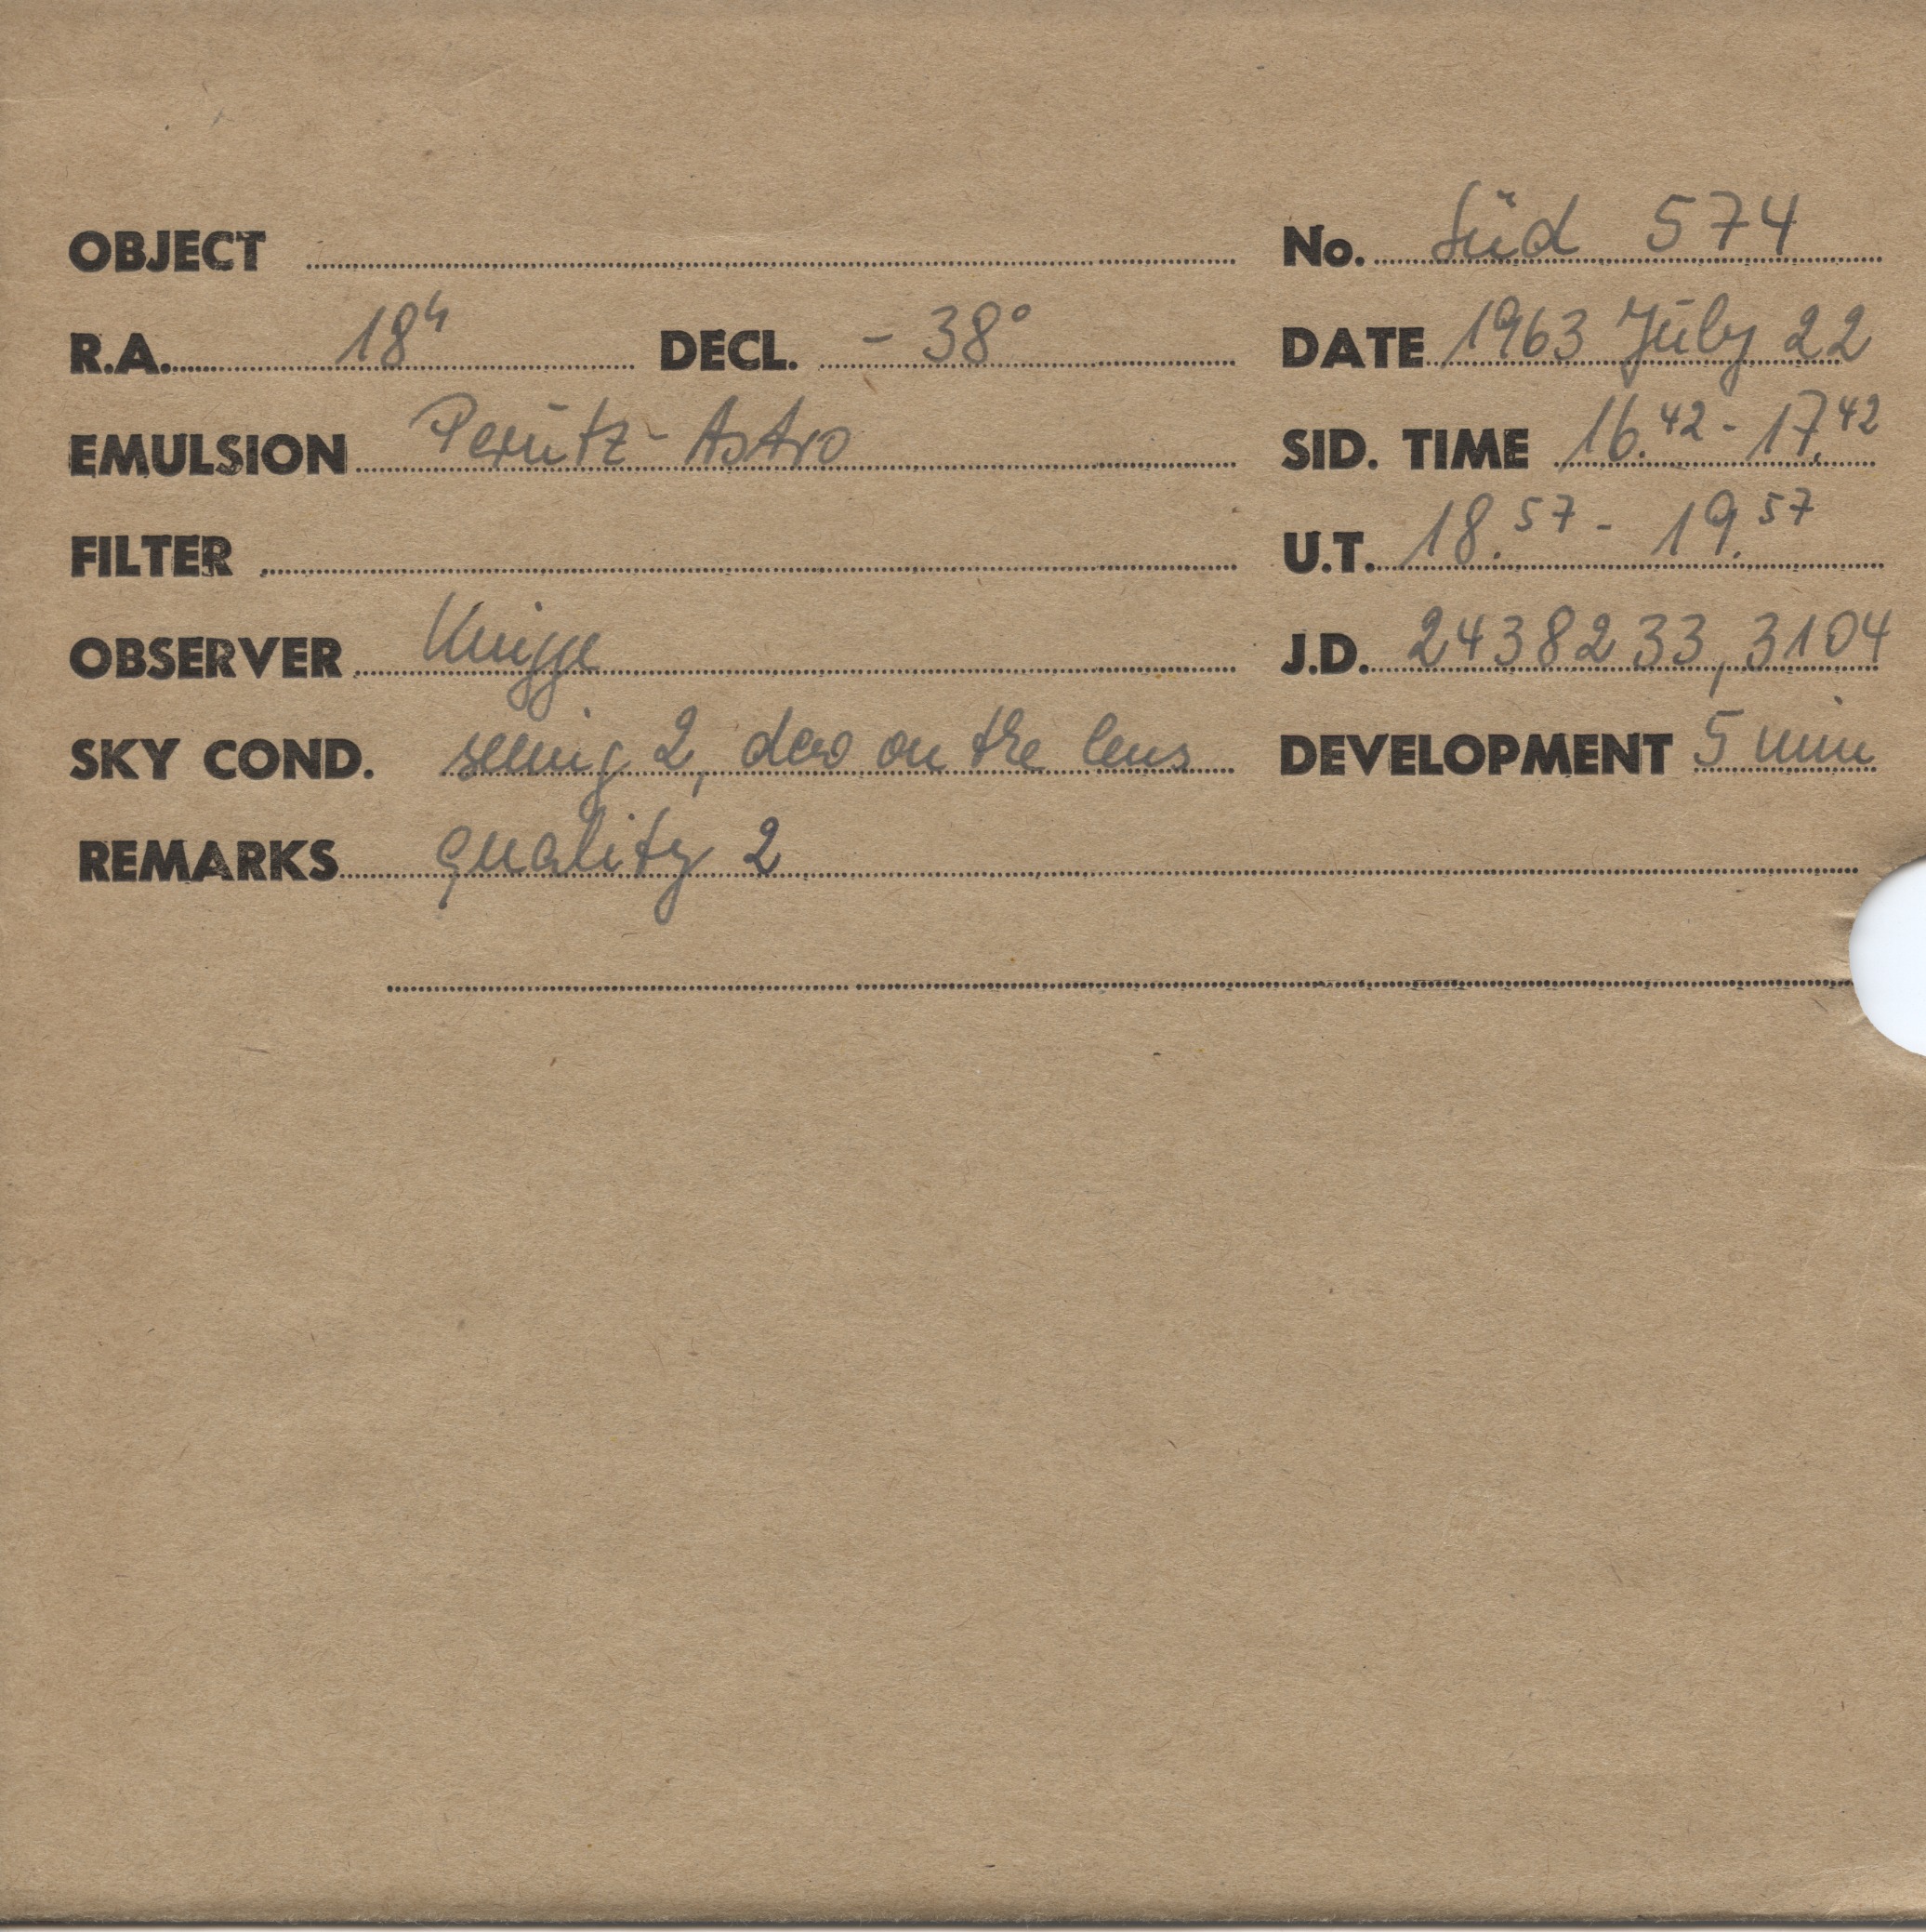 OBJECT No. Süd 574
R.A. 18h DECL. - 38° DATE 1963 July 22
EMULSION Perutz-Astro SID. TIME 16.42 - 17.42
FILTER U.T. 18.57 - 19.57
OBSERVER Knigge J.D. 2438233,3104
SKY COND. seeing 2, dew on the lens DEVELOPMENT 5 min
REMARKS quality 2